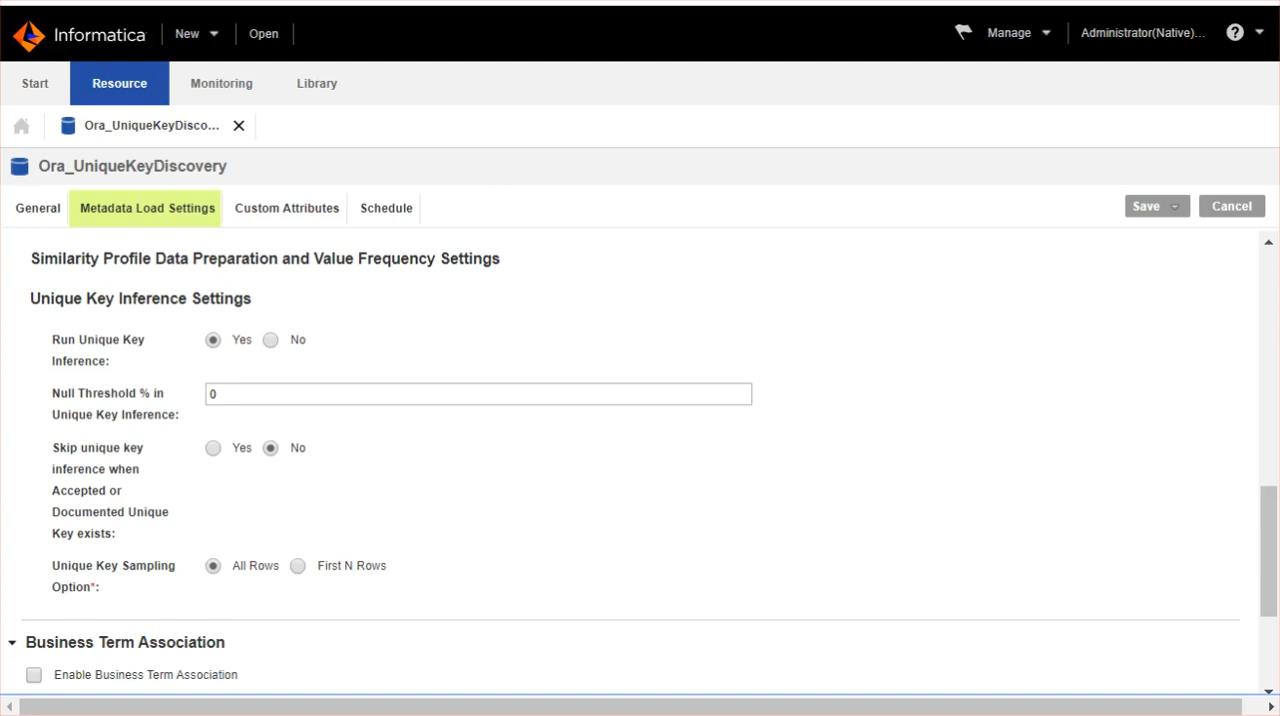 Informatica New Open Manage Administrator(Native)...
Start Resource Monitoring Library
Ora_UniqueKeyDisco...
Ora_UniqueKeyDiscovery
General Metadata Load Settings Custom Attributes Schedule Save Cancel
Similarity Profile Data Preparation and Value Frequency Settings
Unique Key Inference Settings
Run Unique Key Yes No
Inference:
Null Threshold % in 0
Unique Key Inference:
Skip unique key Yes No
inference when
Accepted or
Documented Unique
Key exists:
Unique Key Sampling All Rows First N Rows
Option*:
Business Term Association
Enable Business Term Association